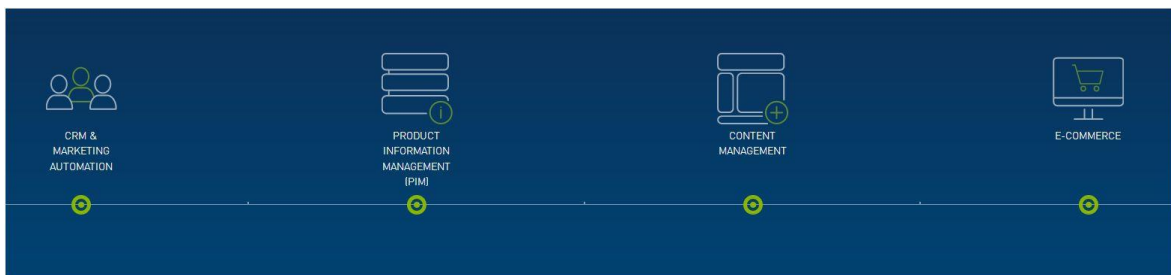 CRM &
MARKETING
AUTOMATION
PRODUCT
INFORMATION
MANAGEMENT
(PIM)
CONTENT
MANAGEMENT
E-COMMERCE